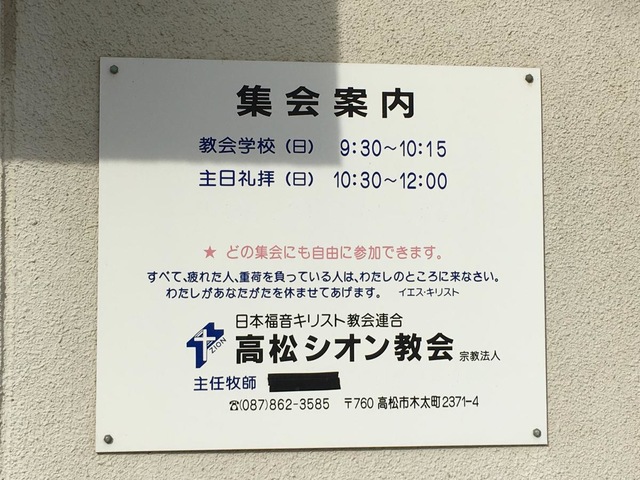 集会案内
教会学校（日） 9:30～10:15
主日礼拝（日） 10:30～12:00
★ どの集会にも自由に参加できます。
すべて、疲れた人、重荷を負っている人は、わたしのところに来なさい。
わたしがあなたがたを休ませてあげます。 イエス・キリスト
日本福音キリスト教会連合
ZION 高松シオン教会 宗教法人
主任牧師
☎(087)862-3585 〒760 高松市木太町2371-4